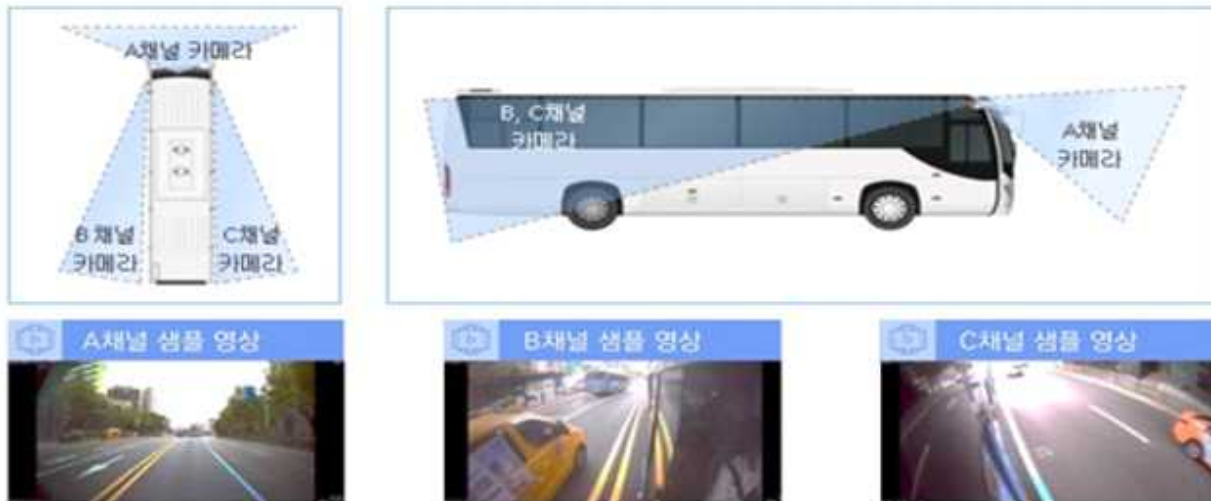 A채널 카메라
B 채널
카메라
C채널
카메라
B, C채널
카메라
A채널
카메라
A채널 샘플 영상
B채널 샘플 영상
C채널 샘플 영상